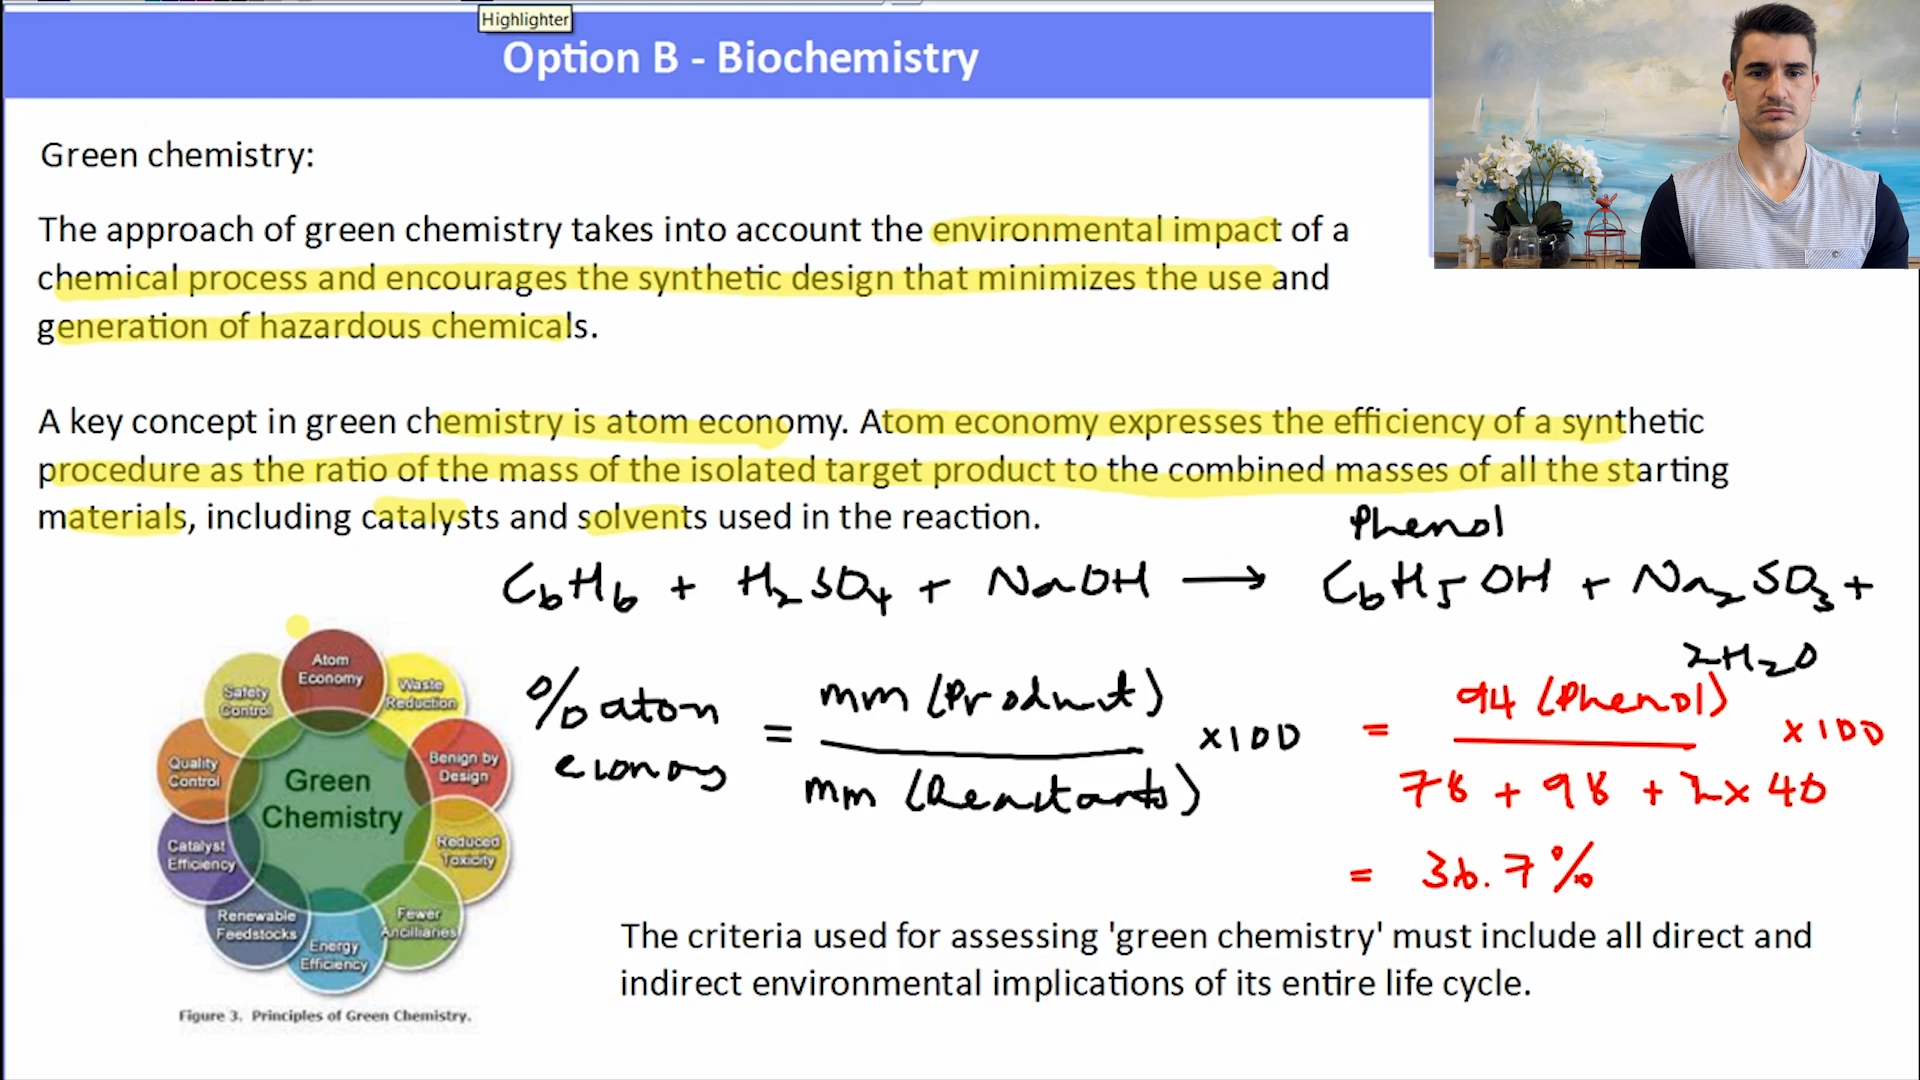 Highlighter
Option B - Biochemistry
Green chemistry:
The approach of green chemistry takes into account the environmental impact of a
chemical process and encourages the synthetic design that minimizes the use and
generation of hazardous chemicals.
A key concept in green chemistry is atom economy. Atom economy expresses the efficiency of a synthetic
procedure as the ratio of the mass of the isolated target product to the combined masses of all the starting
materials, including catalysts and solvents used in the reaction.
Phenol
C6H6 + H2SO4 + NaOH → C6H5OH + Na2SO3 +
2H2O
% atom economy = mm (Product) / mm (Reactants) ×100
= 94 (Phenol) / 78 + 98 + 2×40 ×100
= 36.7%
Atom Economy
Waste Reduction
Benign by Design
Reduced Toxicity
Fewer Ancilliaries
Energy Efficiency
Renewable Feedstocks
Catalyst Efficiency
Quality Control
Safety Control
Green Chemistry
Figure 3. Principles of Green Chemistry.
The criteria used for assessing 'green chemistry' must include all direct and
indirect environmental implications of its entire life cycle.